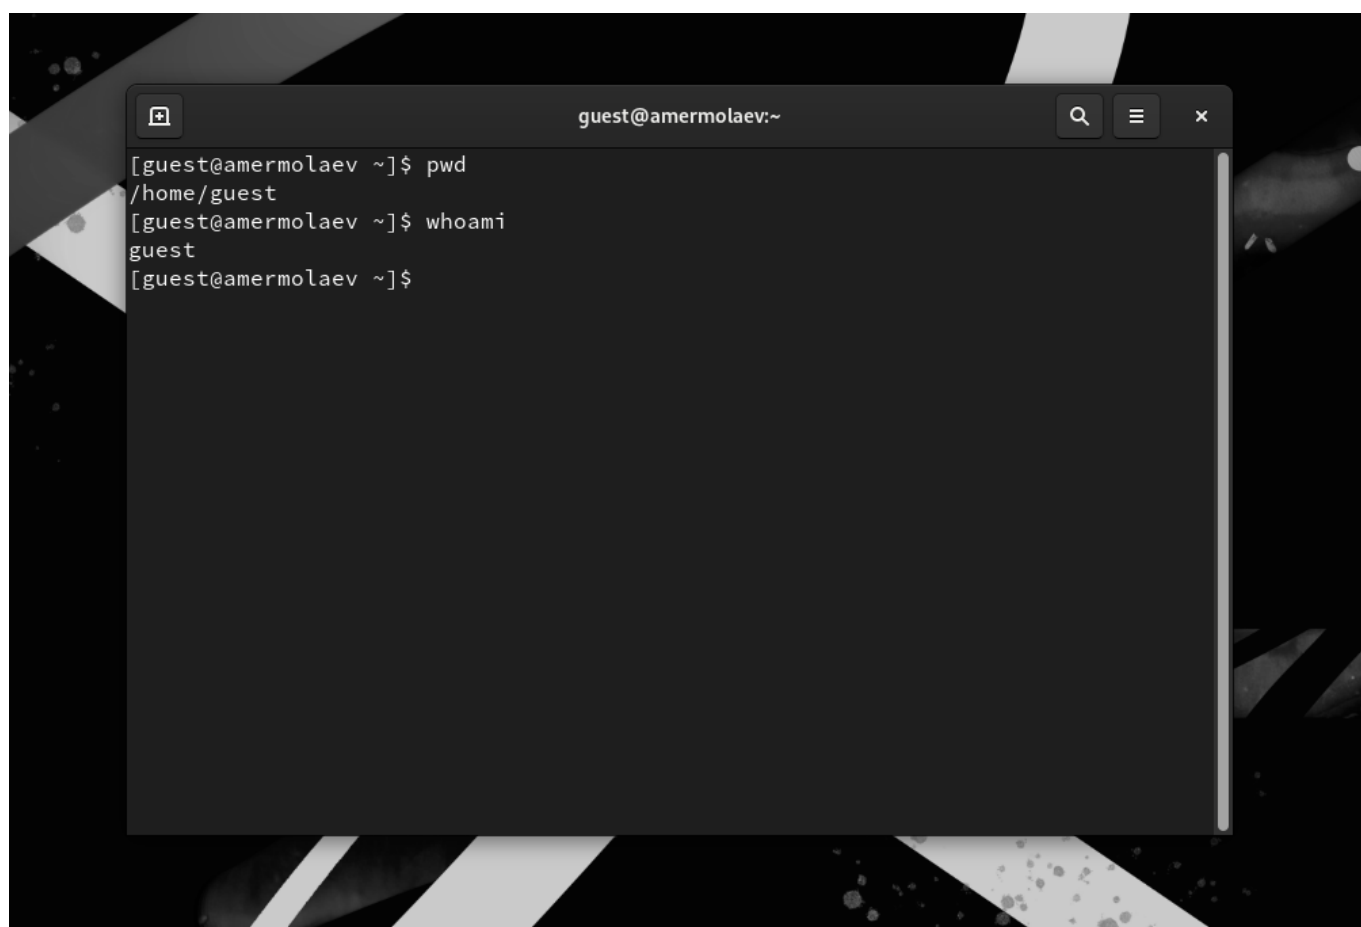 guest@amermolaev:~
[guest@amermolaev ~]$ pwd
/home/guest
[guest@amermolaev ~]$ whoami
guest
[guest@amermolaev ~]$